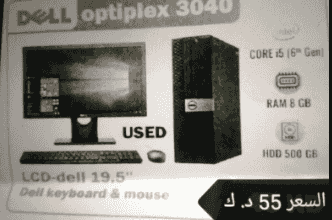 DELL optiplex 3040
intel
CORE i5 (6th Gen)
RAM 8 GB
HDD 500 GB
USED
LCD-dell 19.5"
Dell keyboard & mouse
السعر 55 د. ك